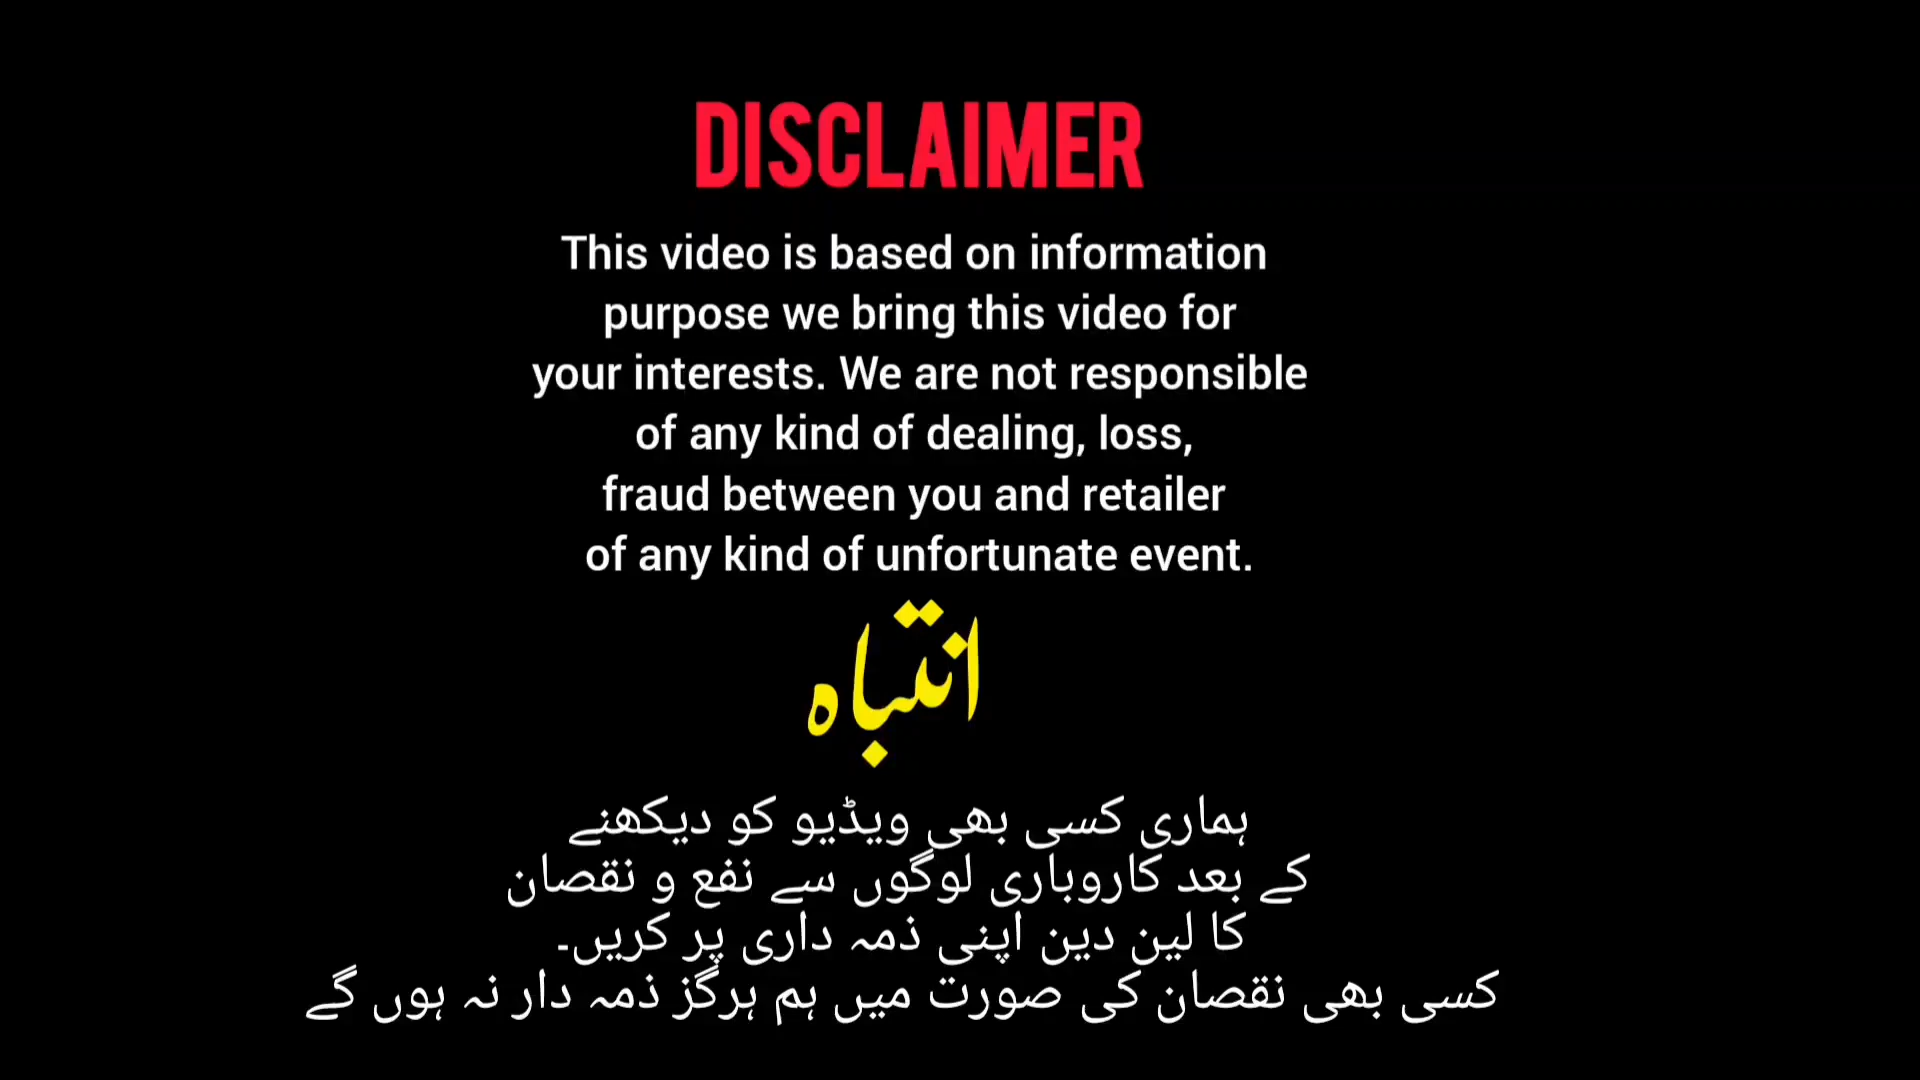 DISCLAIMER
This video is based on information
purpose we bring this video for
your interests. We are not responsible
of any kind of dealing, loss,
fraud between you and retailer
of any kind of unfortunate event.
انتباہ
ہماری کسی بھی ویڈیو کو دیکھنے
کے بعد کاروباری لوگوں سے نفع و نقصان
کا لین دین اپنی ذمہ داری پر کریں۔
کسی بھی نقصان کی صورت میں ہم ہرگز ذمہ دار نہ ہوں گے